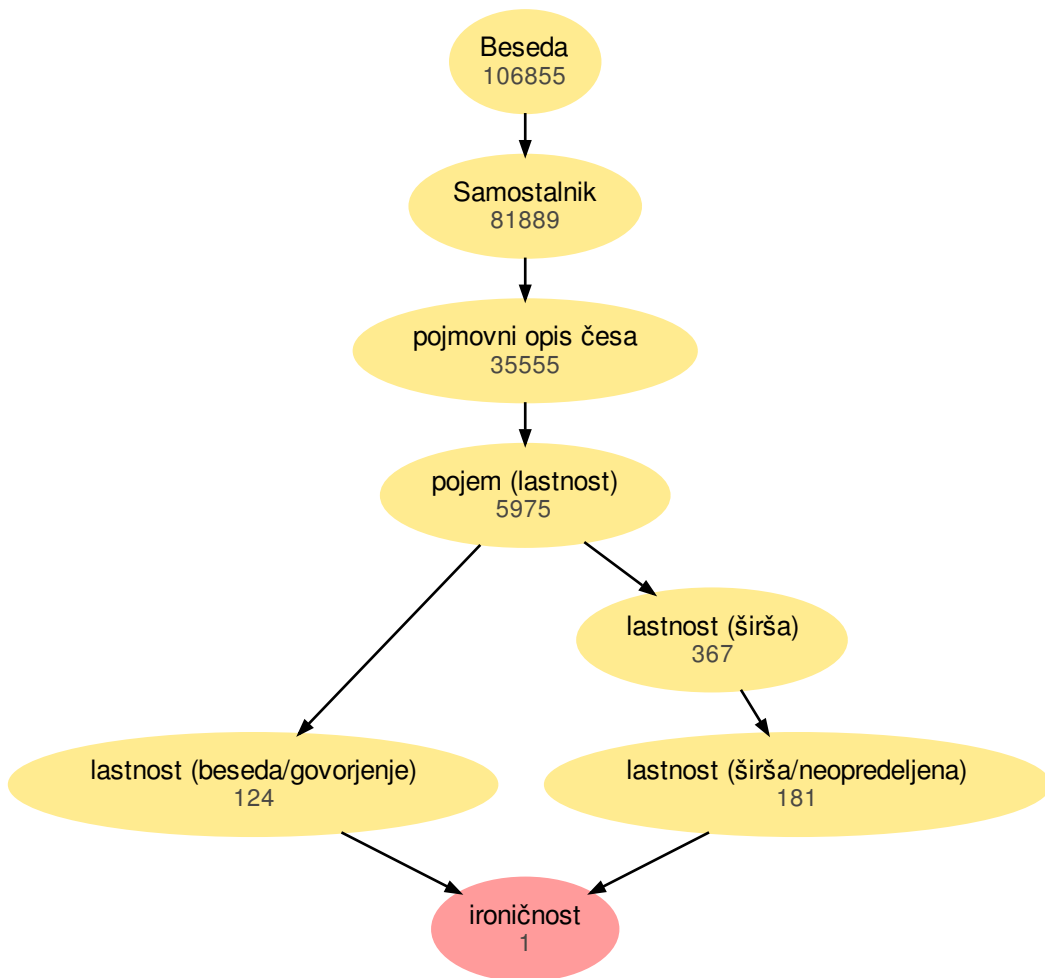 Beseda
106855
Samostalnik
81889
pojmovni opis česa
35555
pojem (lastnost)
5975
lastnost (širša)
367
lastnost (beseda/govorjenje)
124
lastnost (širša/neopredeljena)
181
ironičnost
1